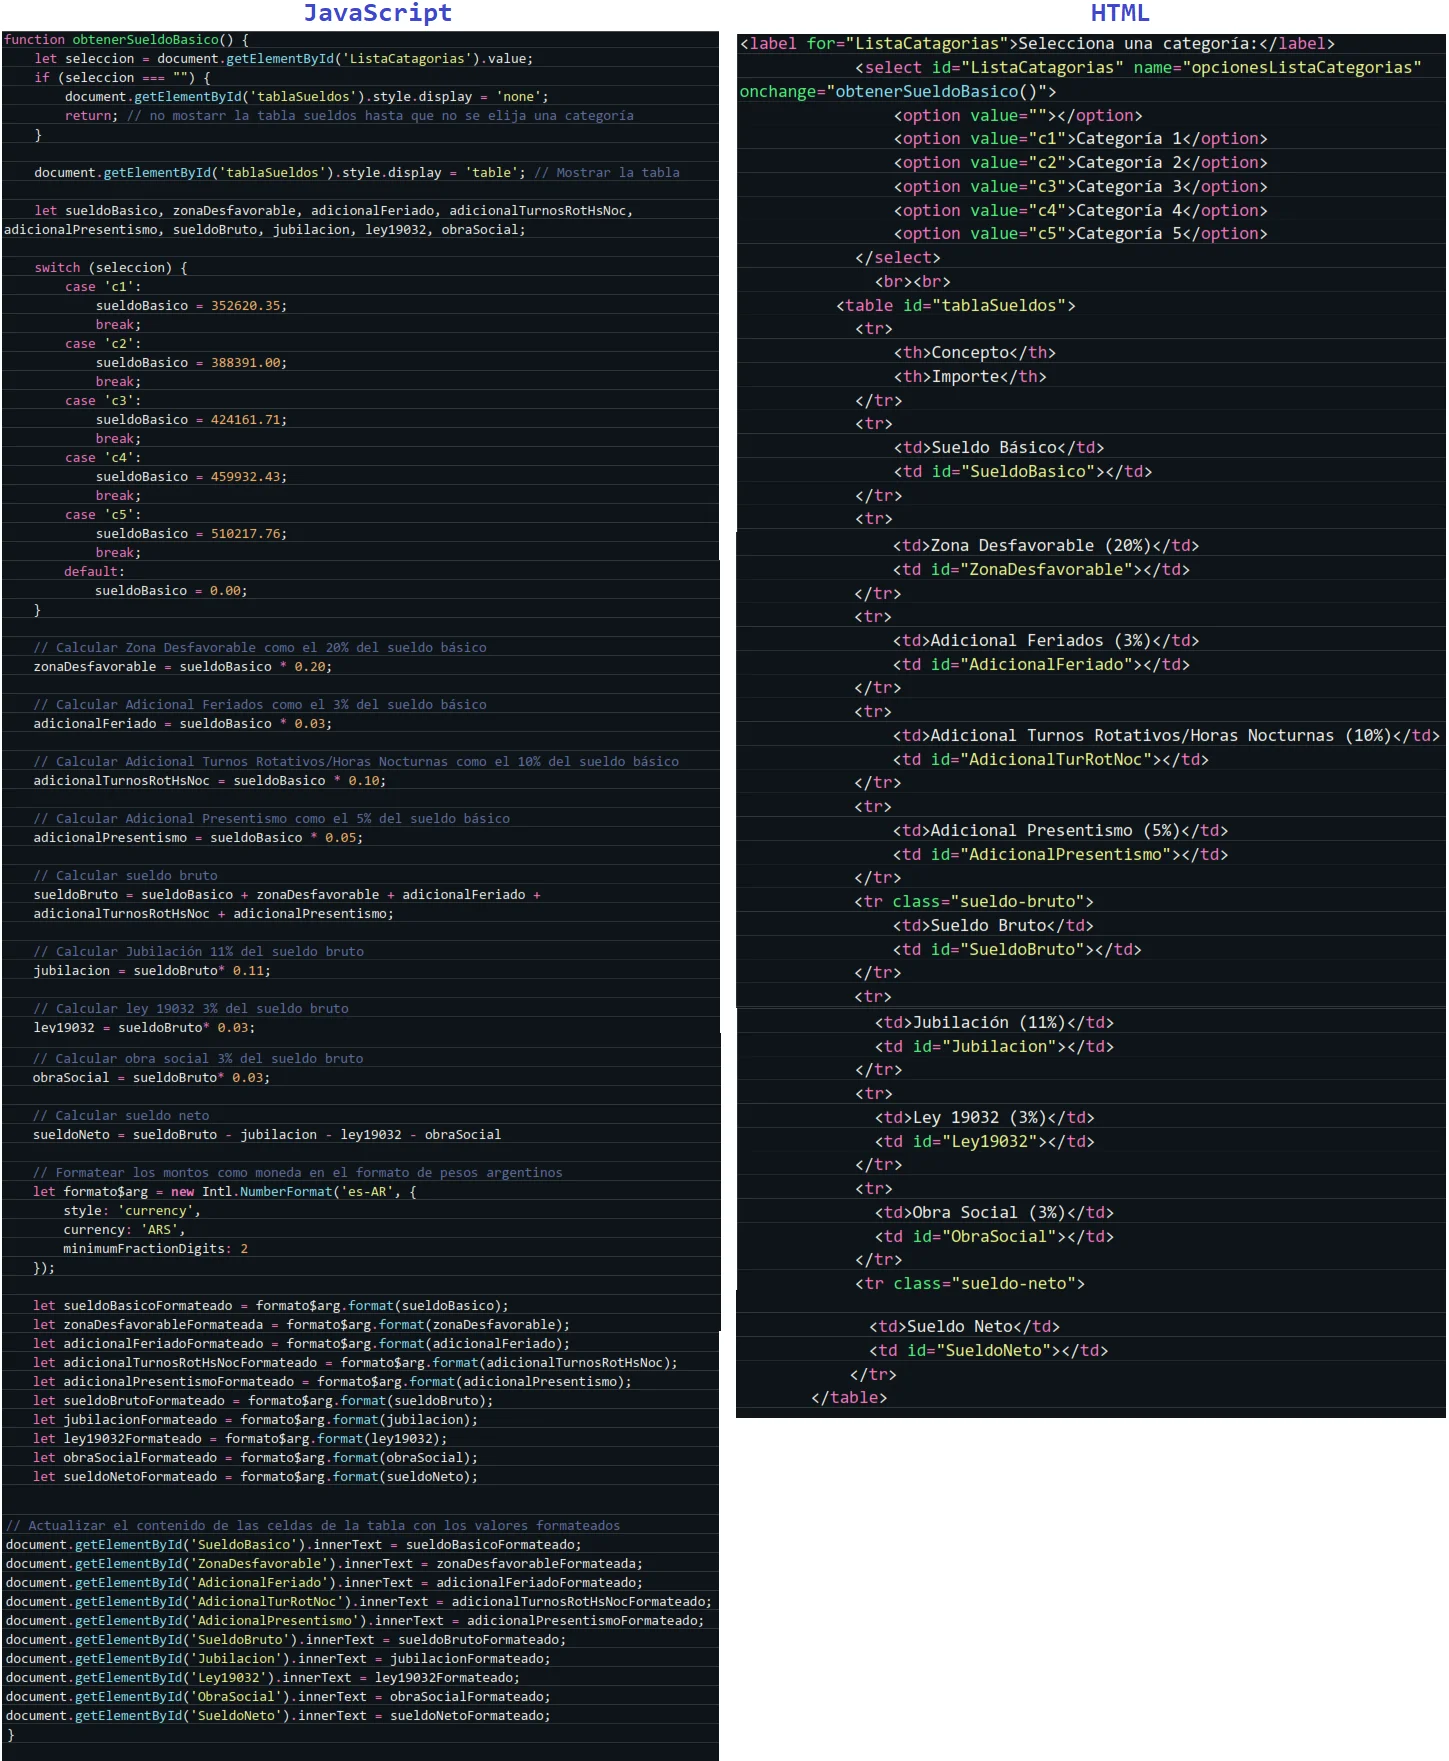 JavaScript
function obtenerSueldoBasico() {
    let seleccion = document.getElementById('ListaCatagorias').value;
    if (seleccion === "") {
        document.getElementById('tablaSueldos').style.display = 'none';
        return; // no mostarr la tabla sueldos hasta que no se elija una categoría
    }
    document.getElementById('tablaSueldos').style.display = 'table'; // Mostrar la tabla
    let sueldoBasico, zonaDesfavorable, adicionalFeriado, adicionalTurnosRotHsNoc,
adicionalPresentismo, sueldoBruto, jubilacion, ley19032, obraSocial;
    switch (seleccion) {
        case 'c1':
            sueldoBasico = 352620.35;
            break;
        case 'c2':
            sueldoBasico = 388391.00;
            break;
        case 'c3':
            sueldoBasico = 424161.71;
            break;
        case 'c4':
            sueldoBasico = 459932.43;
            break;
        case 'c5':
            sueldoBasico = 510217.76;
            break;
        default:
            sueldoBasico = 0.00;
    }
    // Calcular Zona Desfavorable como el 20% del sueldo básico
    zonaDesfavorable = sueldoBasico * 0.20;
    // Calcular Adicional Feriados como el 3% del sueldo básico
    adicionalFeriado = sueldoBasico * 0.03;
    // Calcular Adicional Turnos Rotativos/Horas Nocturnas como el 10% del sueldo básico
    adicionalTurnosRotHsNoc = sueldoBasico * 0.10;
    // Calcular Adicional Presentismo como el 5% del sueldo básico
    adicionalPresentismo = sueldoBasico * 0.05;
    // Calcular sueldo bruto
    sueldoBruto = sueldoBasico + zonaDesfavorable + adicionalFeriado +
    adicionalTurnosRotHsNoc + adicionalPresentismo;
    // Calcular Jubilación 11% del sueldo bruto
    jubilacion = sueldoBruto* 0.11;
    // Calcular ley 19032 3% del sueldo bruto
    ley19032 = sueldoBruto* 0.03;
    // Calcular obra social 3% del sueldo bruto
    obraSocial = sueldoBruto* 0.03;
    // Calcular sueldo neto
    sueldoNeto = sueldoBruto - jubilacion - ley19032 - obraSocial
    // Formatear los montos como moneda en el formato de pesos argentinos
    let formato$arg = new Intl.NumberFormat('es-AR', {
        style: 'currency',
        currency: 'ARS',
        minimumFractionDigits: 2
    });
    let sueldoBasicoFormateado = formato$arg.format(sueldoBasico);
    let zonaDesfavorableFormateada = formato$arg.format(zonaDesfavorable);
    let adicionalFeriadoFormateado = formato$arg.format(adicionalFeriado);
    let adicionalTurnosRotHsNocFormateado = formato$arg.format(adicionalTurnosRotHsNoc);
    let adicionalPresentismoFormateado = formato$arg.format(adicionalPresentismo);
    let sueldoBrutoFormateado = formato$arg.format(sueldoBruto);
    let jubilacionFormateado = formato$arg.format(jubilacion);
    let ley19032Formateado = formato$arg.format(ley19032);
    let obraSocialFormateado = formato$arg.format(obraSocial);
    let sueldoNetoFormateado = formato$arg.format(sueldoNeto);
// Actualizar el contenido de las celdas de la tabla con los valores formateados
document.getElementById('SueldoBasico').innerText = sueldoBasicoFormateado;
document.getElementById('ZonaDesfavorable').innerText = zonaDesfavorableFormateada;
document.getElementById('AdicionalFeriado').innerText = adicionalFeriadoFormateado;
document.getElementById('AdicionalTurRotNoc').innerText = adicionalTurnosRotHsNocFormateado;
document.getElementById('AdicionalPresentismo').innerText = adicionalPresentismoFormateado;
document.getElementById('SueldoBruto').innerText = sueldoBrutoFormateado;
document.getElementById('Jubilacion').innerText = jubilacionFormateado;
document.getElementById('Ley19032').innerText = ley19032Formateado;
document.getElementById('ObraSocial').innerText = obraSocialFormateado;
document.getElementById('SueldoNeto').innerText = sueldoNetoFormateado;
}
HTML
<label for="ListaCatagorias">Selecciona una categoría:</label>
            <select id="ListaCatagorias" name="opcionesListaCategorias"
onchange="obtenerSueldoBasico()">
                <option value=""></option>
                <option value="c1">Categoría 1</option>
                <option value="c2">Categoría 2</option>
                <option value="c3">Categoría 3</option>
                <option value="c4">Categoría 4</option>
                <option value="c5">Categoría 5</option>
            </select>
              <br><br>
          <table id="tablaSueldos">
            <tr>
                <th>Concepto</th>
                <th>Importe</th>
            </tr>
            <tr>
                <td>Sueldo Básico</td>
                <td id="SueldoBasico"></td>
            </tr>
            <tr>
                <td>Zona Desfavorable (20%)</td>
                <td id="ZonaDesfavorable"></td>
            </tr>
            <tr>
                <td>Adicional Feriados (3%)</td>
                <td id="AdicionalFeriado"></td>
            </tr>
            <tr>
                <td>Adicional Turnos Rotativos/Horas Nocturnas (10%)</td>
                <td id="AdicionalTurRotNoc"></td>
            </tr>
            <tr>
                <td>Adicional Presentismo (5%)</td>
                <td id="AdicionalPresentismo"></td>
            </tr>
            <tr class="sueldo-bruto">
                <td>Sueldo Bruto</td>
                <td id="SueldoBruto"></td>
            </tr>
            <tr>
              <td>Jubilación (11%)</td>
              <td id="Jubilacion"></td>
            </tr>
            <tr>
              <td>Ley 19032 (3%)</td>
              <td id="Ley19032"></td>
            </tr>
            <tr>
              <td>Obra Social (3%)</td>
              <td id="ObraSocial"></td>
            </tr>
            <tr class="sueldo-neto">
              <td>Sueldo Neto</td>
              <td id="SueldoNeto"></td>
            </tr>
        </table>